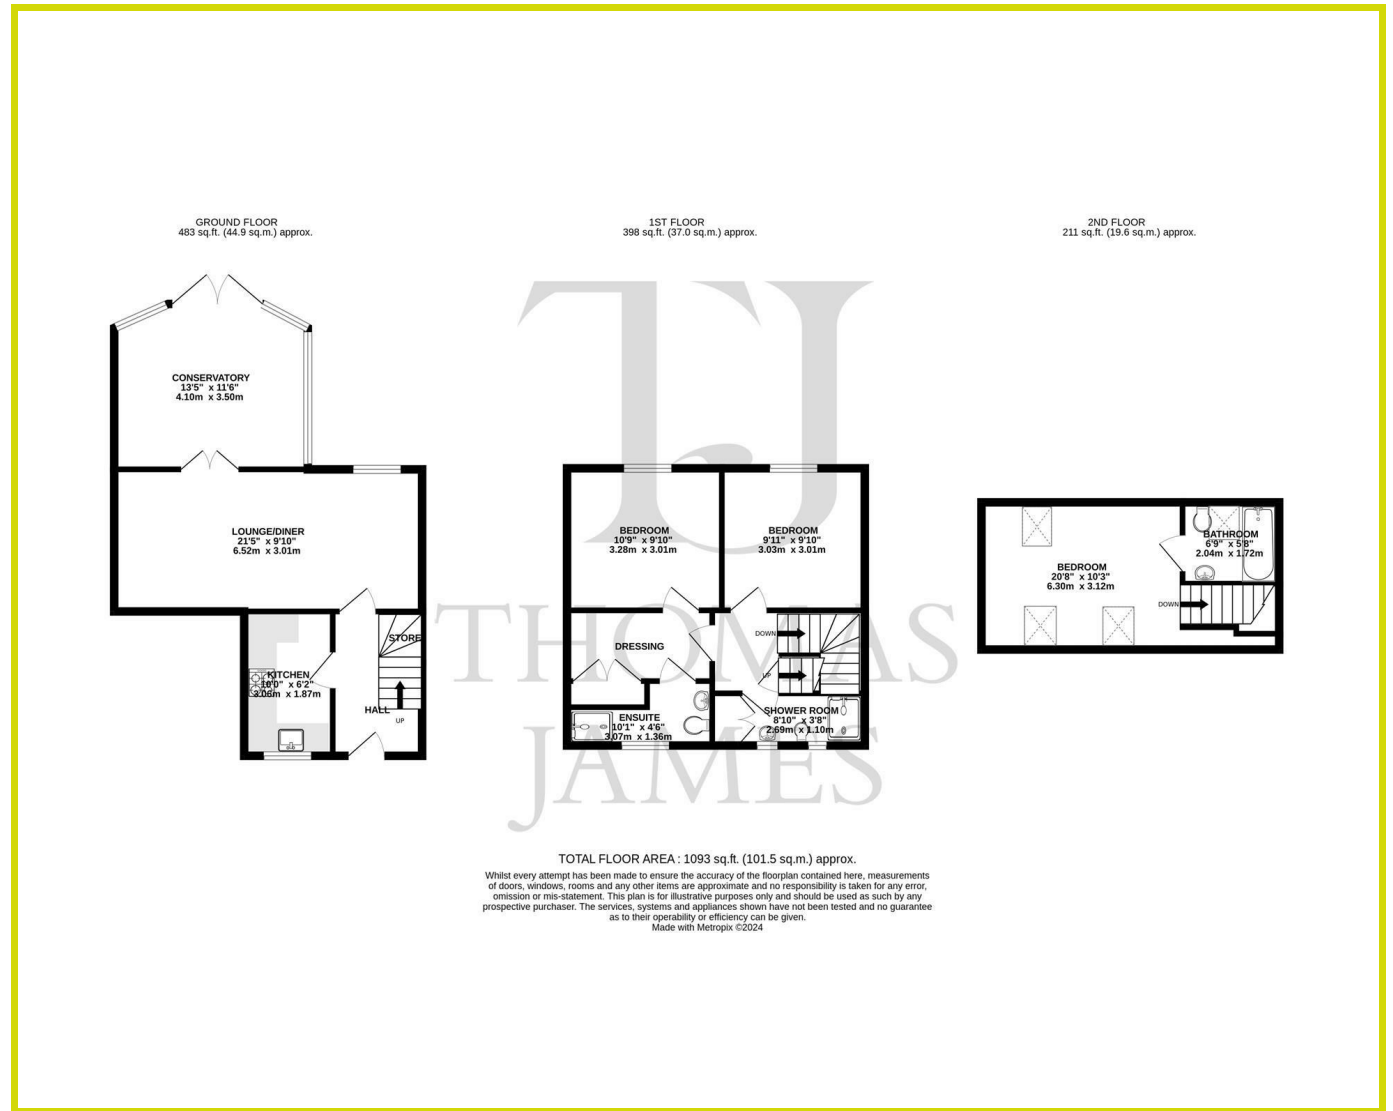 GROUND FLOOR
483 sq.ft. (44.9 sq.m.) approx.
1ST FLOOR
398 sq.ft. (37.0 sq.m.) approx.
2ND FLOOR
211 sq.ft. (19.6 sq.m.) approx.
CONSERVATORY
13'5" x 11'6"
4.10m x 3.50m
LOUNGE/DINER
21'5" x 9'10"
6.52m x 3.01m
STORE
KITCHEN
10'0" x 6'2"
3.05m x 1.87m
HALL
UP
BEDROOM
10'9" x 9'10"
3.28m x 3.01m
BEDROOM
9'11" x 9'10"
3.03m x 3.01m
DRESSING
DOWN
UP
ENSUITE
10'1" x 4'6"
3.07m x 1.36m
SHOWER ROOM
8'10" x 3'8"
2.69m x 1.10m
BEDROOM
20'8" x 10'3"
6.30m x 3.12m
BATHROOM
6'9" x 5'8"
2.04m x 1.72m
DOWN
TJ
THOMAS
JAMES
TOTAL FLOOR AREA : 1093 sq.ft. (101.5 sq.m.) approx.
Whilst every attempt has been made to ensure the accuracy of the floorplan contained here, measurements
of doors, windows, rooms and any other items are approximate and no responsibility is taken for any error,
omission or mis-statement. This plan is for illustrative purposes only and should be used as such by any
prospective purchaser. The services, systems and appliances shown have not been tested and no guarantee
as to their operability or efficiency can be given.
Made with Metropix ©2024